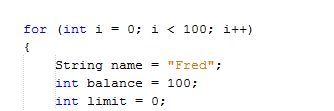 for (int i = 0; i < 100; i++)
{
String name = "Fred";
int balance = 100;
int limit = 0;